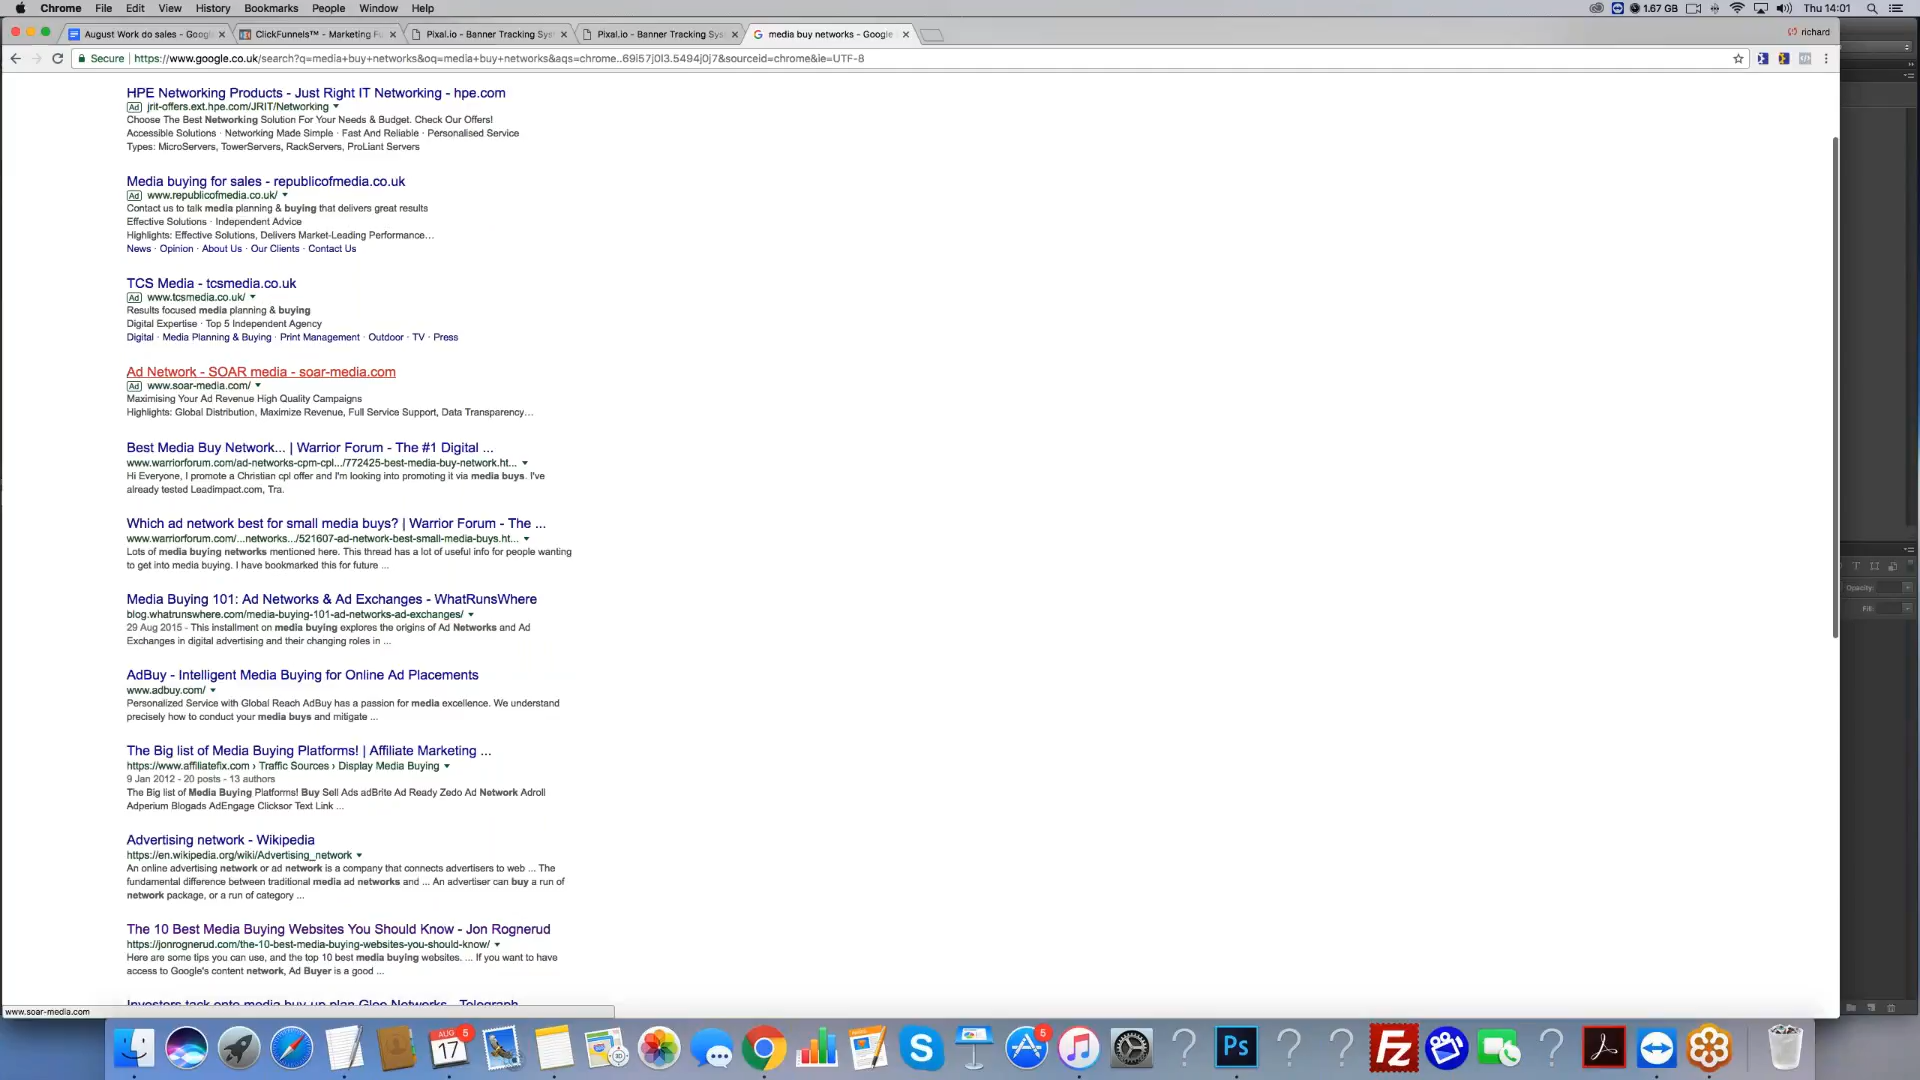 Chrome File Edit View History Bookmarks People Window Help
1.67 GB Thu 14:01
August Work do sales - Google
ClickFunnels™ - Marketing Fu
Pixal.io - Banner Tracking Sys
Pixal.io - Banner Tracking Sys
media buy networks - Google
richard
Secure https://www.google.co.uk/search?q=media+buy+networks&oq=media+buy+networks&aqs=chrome..69i57j0l3.5494j0j7&sourceid=chrome&ie=UTF-8
HPE Networking Products - Just Right IT Networking - hpe.com
Ad jrit-offers.ext.hpe.com/JRIT/Networking
Choose The Best Networking Solution For Your Needs & Budget. Check Our Offers!
Accessible Solutions · Networking Made Simple · Fast And Reliable · Personalised Service
Types: MicroServers, TowerServers, RackServers, ProLiant Servers
Media buying for sales - republicofmedia.co.uk
Ad www.republicofmedia.co.uk/
Contact us to talk media planning & buying that delivers great results
Effective Solutions · Independent Advice
Highlights: Effective Solutions, Delivers Market-Leading Performance…
News · Opinion · About Us · Our Clients · Contact Us
TCS Media - tcsmedia.co.uk
Ad www.tcsmedia.co.uk/
Results focused media planning & buying
Digital Expertise · Top 5 Independent Agency
Digital · Media Planning & Buying · Print Management · Outdoor · TV · Press
Ad Network - SOAR media - soar-media.com
Ad www.soar-media.com/
Maximising Your Ad Revenue High Quality Campaigns
Highlights: Global Distribution, Maximize Revenue, Full Service Support, Data Transparency…
Best Media Buy Network... | Warrior Forum - The #1 Digital ...
www.warriorforum.com/ad-networks-cpm-cpl.../772425-best-media-buy-network.ht...
Hi Everyone, I promote a Christian cpl offer and I'm looking into promoting it via media buys. I've
already tested Leadimpact.com, Tra.
Which ad network best for small media buys? | Warrior Forum - The ...
www.warriorforum.com/...networks.../521607-ad-network-best-small-media-buys.ht...
Lots of media buying networks mentioned here. This thread has a lot of useful info for people wanting
to get into media buying. I have bookmarked this for future ...
Media Buying 101: Ad Networks & Ad Exchanges - WhatRunsWhere
blog.whatrunswhere.com/media-buying-101-ad-networks-ad-exchanges/
29 Aug 2015 - This installment on media buying explores the origins of Ad Networks and Ad
Exchanges in digital advertising and their changing roles in ...
AdBuy - Intelligent Media Buying for Online Ad Placements
www.adbuy.com/
Personalized Service with Global Reach AdBuy has a passion for media excellence. We understand
precisely how to conduct your media buys and mitigate ...
The Big list of Media Buying Platforms! | Affiliate Marketing ...
https://www.affiliatefix.com › Traffic Sources › Display Media Buying
9 Jan 2012 - 20 posts - 13 authors
The Big list of Media Buying Platforms! Buy Sell Ads adBrite Ad Ready Zedo Ad Network Adroll
Adperium Blogads AdEngage Clicksor Text Link ...
Advertising network - Wikipedia
https://en.wikipedia.org/wiki/Advertising_network
An online advertising network or ad network is a company that connects advertisers to web ... The
fundamental difference between traditional media ad networks and ... An advertiser can buy a run of
network package, or a run of category ...
The 10 Best Media Buying Websites You Should Know - Jon Rognerud
https://jonrognerud.com/the-10-best-media-buying-websites-you-should-know/
Here are some tips you can use, and the top 10 best media buying websites. ... If you want to have
access to Google's content network, Ad Buyer is a good ...
Investors tack onto media buy up plan Glen Networks - Telegraph
www.soar-media.com
Opacity:
Fill:
AUG
17
5
5
3D
S
Ps
Fz